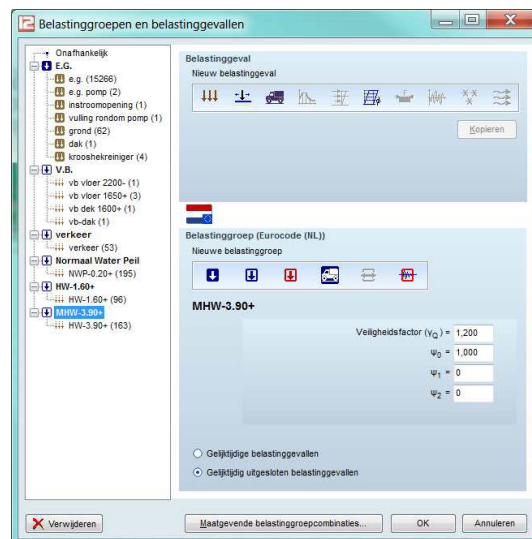 Belastinggroepen en belastinggevallen
Onafhankelijk
E.G.
e.g. (15266)
e.g. pomp (2)
instroomopening (1)
vulling rondom pomp (1)
grond (62)
dak (1)
krooshekreiniger (4)
V.B.
vb vloer 2200- (1)
vb vloer 1650+ (3)
vb dek 1600+ (1)
vb-dak (1)
verkeer
verkeer (53)
Normaal Water Peil
NWP-0.20+ (195)
HW-1.60+
HW-1.60+ (96)
MHW-3.90+
HW-3.90+ (163)
Verwijderen
Belastinggeval
Nieuw belastinggeval
Kopieren
Belastinggroep (Eurocode (NL))
Nieuwe belastinggroep
MHW-3.90+
Veiligheidsfactor (γQ) = 1,200
Ψ0 = 1,000
Ψ1 = 0
Ψ2 = 0
Gelijktijdige belastinggevallen
Gelijktijdig uitgesloten belastinggevallen
Maatgevende belastinggroepcombinaties...
OK
Annuleren